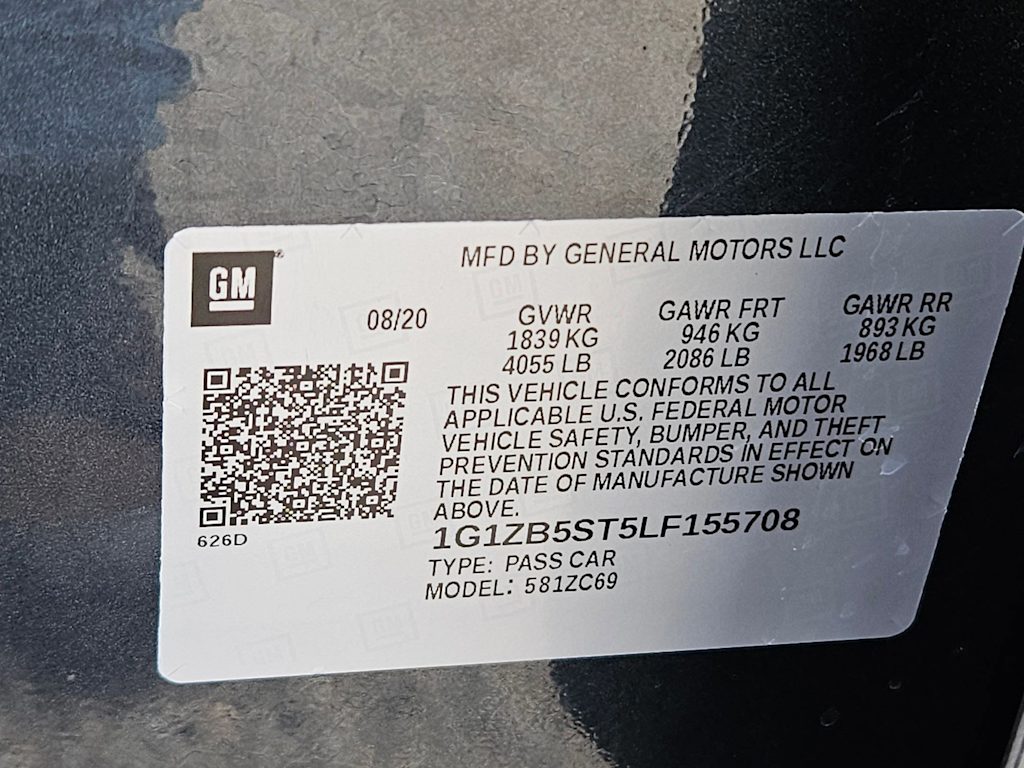 GM
MFD BY GENERAL MOTORS LLC
08/20
GVWR GAWR FRT GAWR RR
1839 KG 946 KG 893 KG
4055 LB 2086 LB 1968 LB
THIS VEHICLE CONFORMS TO ALL
APPLICABLE U.S. FEDERAL MOTOR
VEHICLE SAFETY, BUMPER, AND THEFT
PREVENTION STANDARDS IN EFFECT ON
THE DATE OF MANUFACTURE SHOWN
ABOVE.
626D
1G1ZB5ST5LF155708
TYPE: PASS CAR
MODEL: 581ZC69